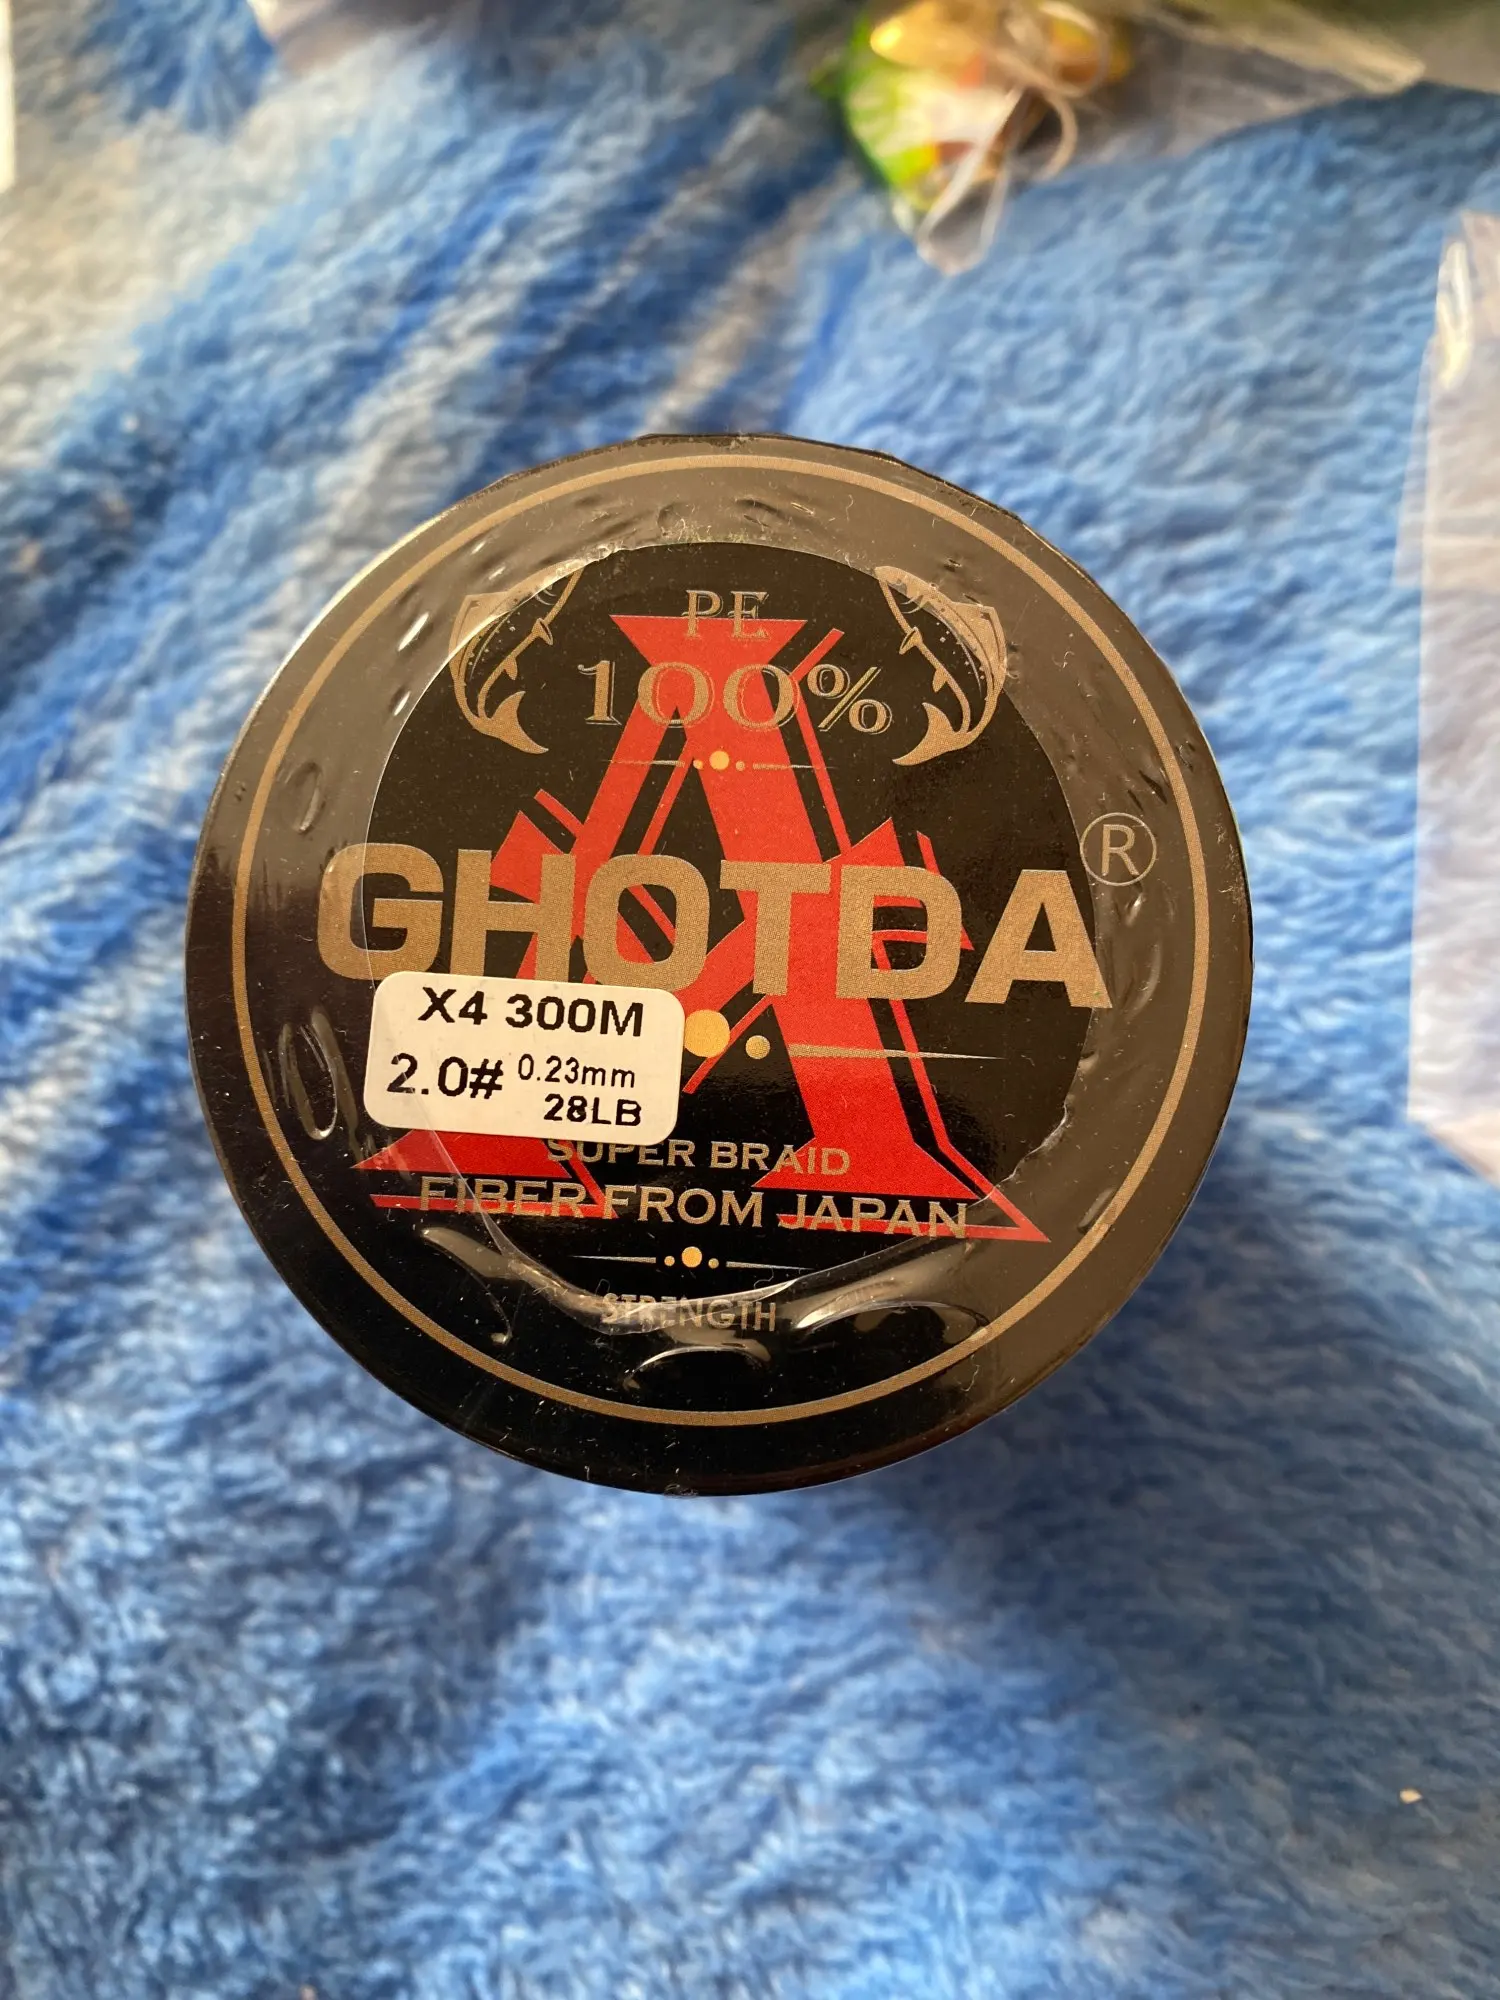 PE
100%
GHOTDA®
X4 300M
2.0# 0.23mm
28LB
SUPER BRAID
FIBER FROM JAPAN
STRENGTH